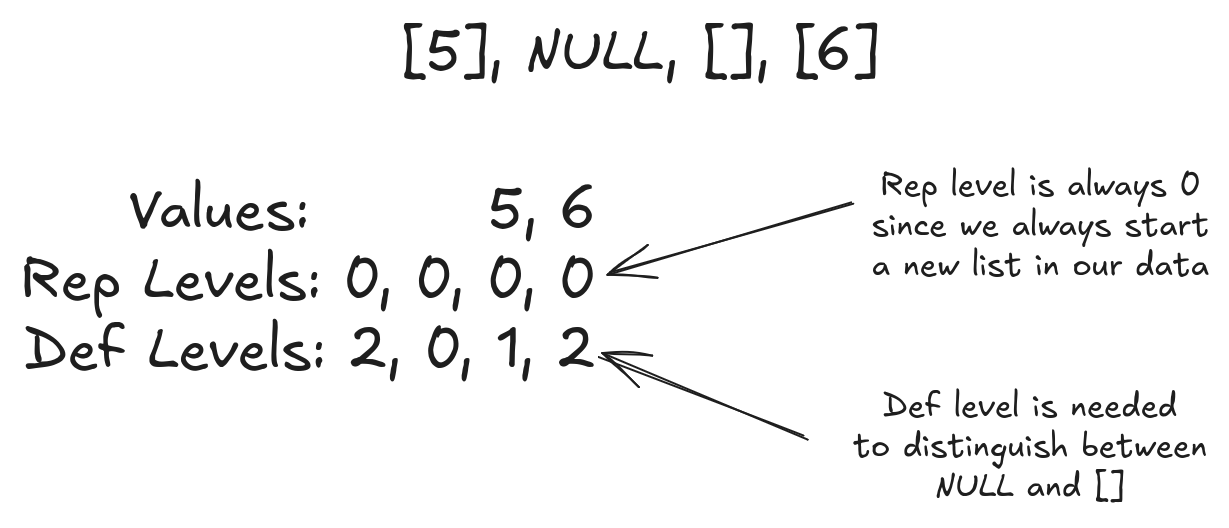 [5], NULL, [], [6]
Values: 5, 6
Rep Levels: 0, 0, 0, 0
Def Levels: 2, 0, 1, 2
Rep level is always 0
since we always start
a new list in our data
Def level is needed
to distinguish between
NULL and []